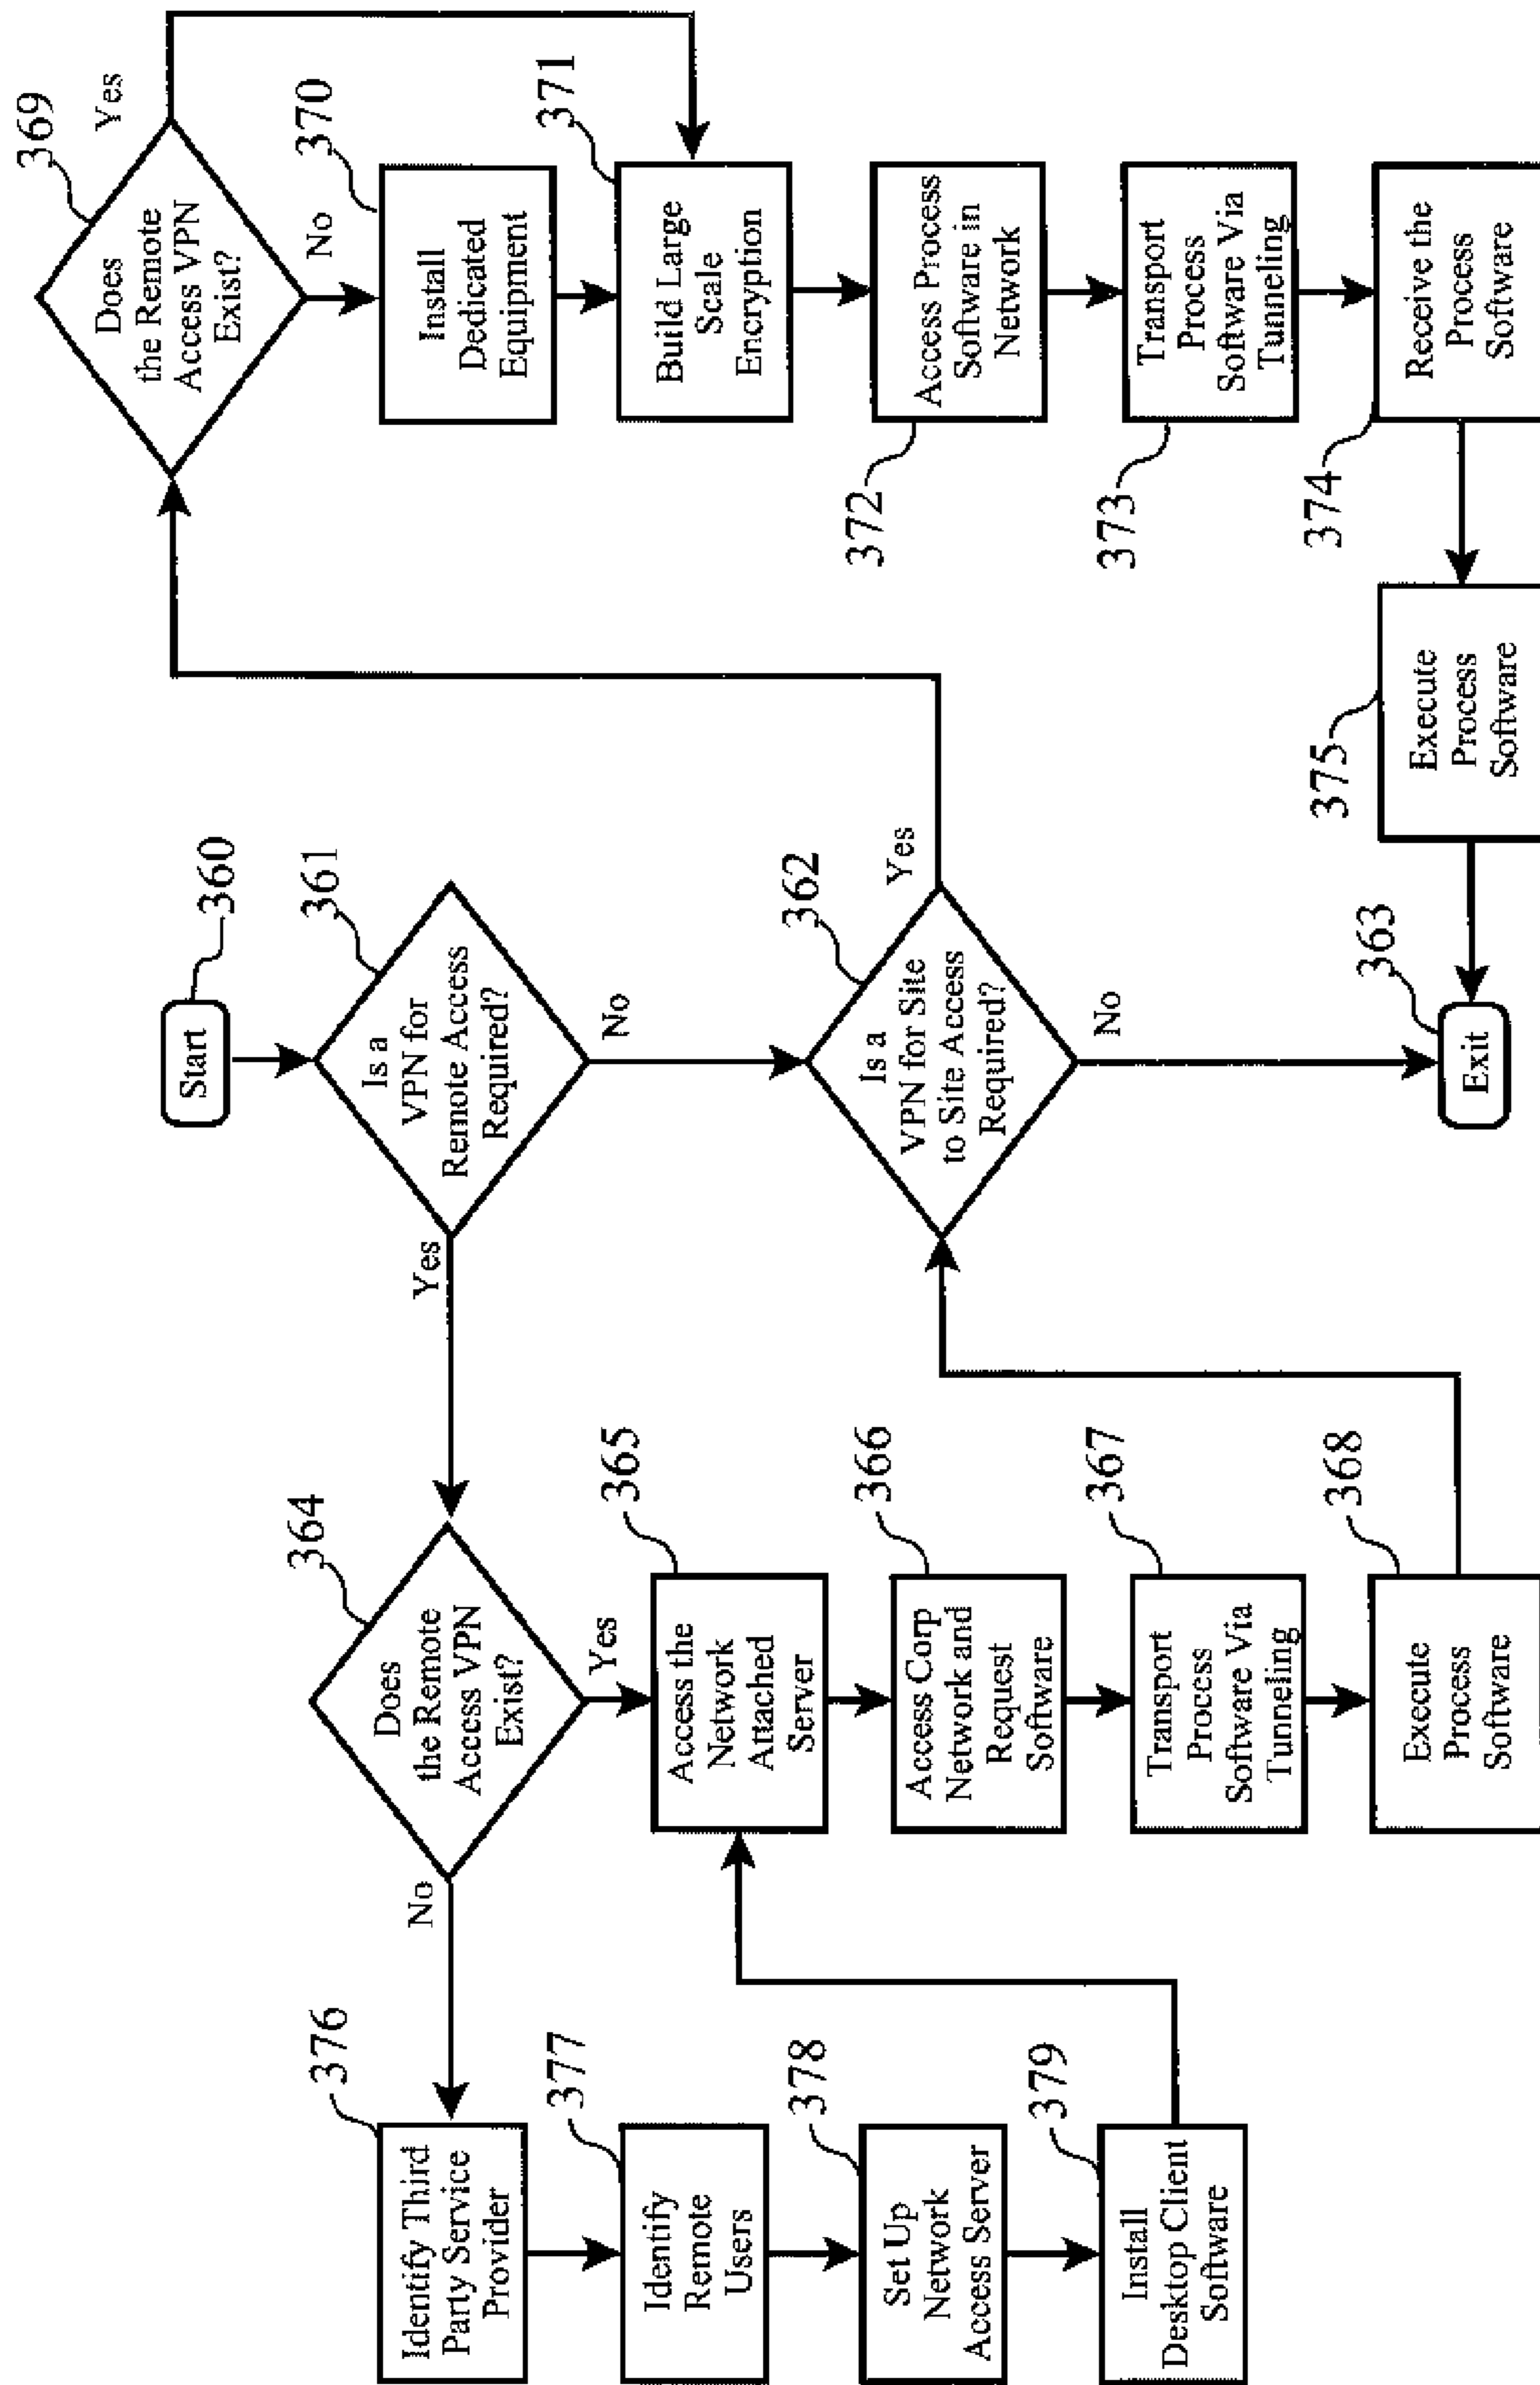 360
Start
361
Is a
VPN for
Remote Access
Required?
Yes
No
362
Is a
VPN for Site
to Site Access
Required?
Yes
No
363
Exit
364
Does
the Remote
Access VPN
Exist?
No
Yes
365
Access the
Network
Attached
Server
366
Access Corp
Network and
Request
Software
367
Transport
Process
Software Via
Tunneling
368
Execute
Process
Software
376
Identify Third
Party Service
Provider
377
Identify
Remote
Users
378
Set Up
Network
Access Server
379
Install
Desktop Client
Software
369
Does
the Remote
Access VPN
Exist?
Yes
No
370
Install
Dedicated
Equipment
371
Build Large
Scale
Encryption
372
Access Process
Software in
Network
373
Transport
Process
Software Via
Tunneling
374
Receive the
Process
Software
375
Execute
Process
Software